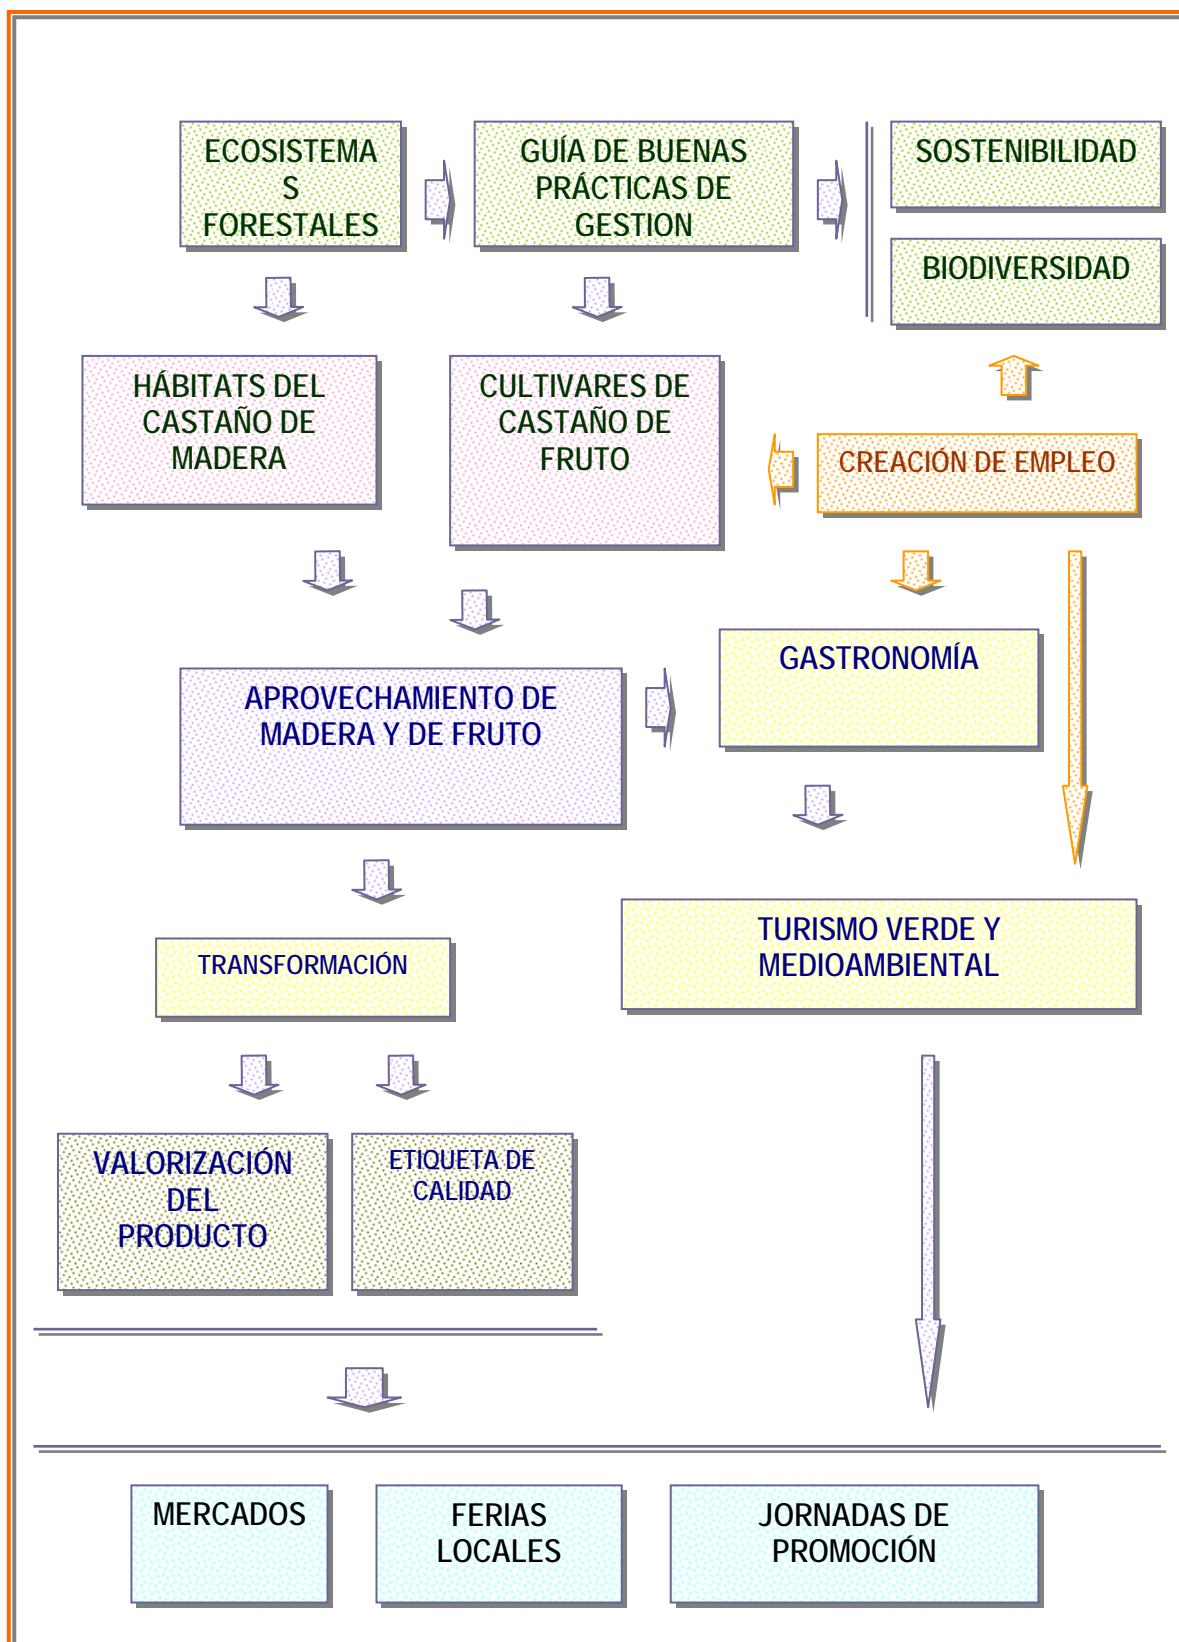 ECOSISTEMA
S
FORESTALES
GUÍA DE BUENAS
PRÁCTICAS DE
GESTION
SOSTENIBILIDAD
BIODIVERSIDAD
HÁBITATS DEL
CASTAÑO DE
MADERA
CULTIVARES DE
CASTAÑO DE
FRUTO
CREACIÓN DE EMPLEO
GASTRONOMÍA
APROVECHAMIENTO DE
MADERA Y DE FRUTO
TURISMO VERDE Y
MEDIOAMBIENTAL
TRANSFORMACIÓN
VALORIZACIÓN
DEL
PRODUCTO
ETIQUETA DE
CALIDAD
MERCADOS
FERIAS
LOCALES
JORNADAS DE
PROMOCIÓN